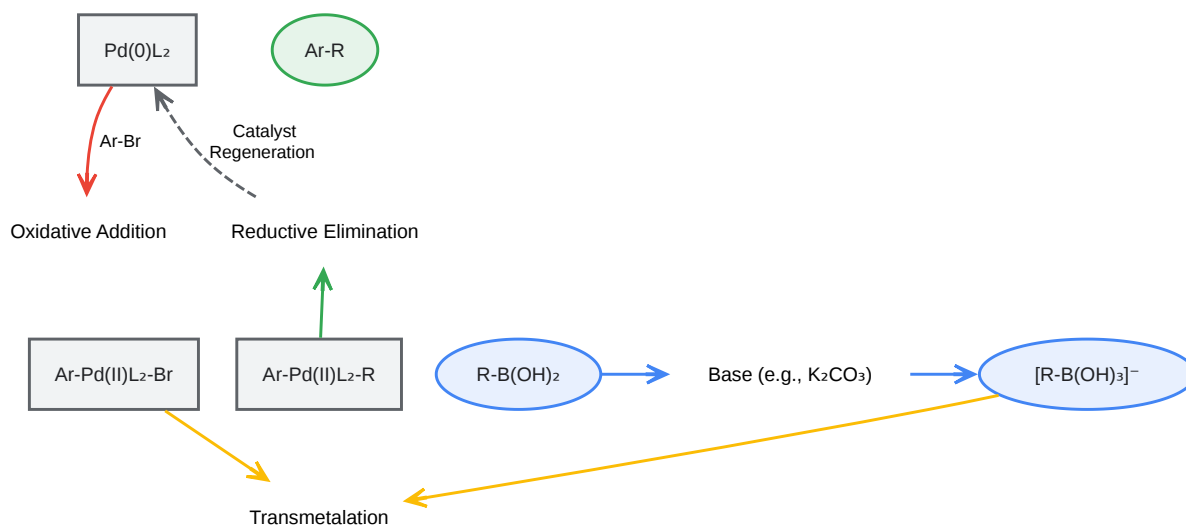 Pd(0)L₂
Ar-R
Ar-Br
Catalyst
Regeneration
Oxidative Addition
Reductive Elimination
Ar-Pd(II)L₂-Br
Ar-Pd(II)L₂-R
R-B(OH)₂
Base (e.g., K₂CO₃)
[R-B(OH)₃]⁻
Transmetalation